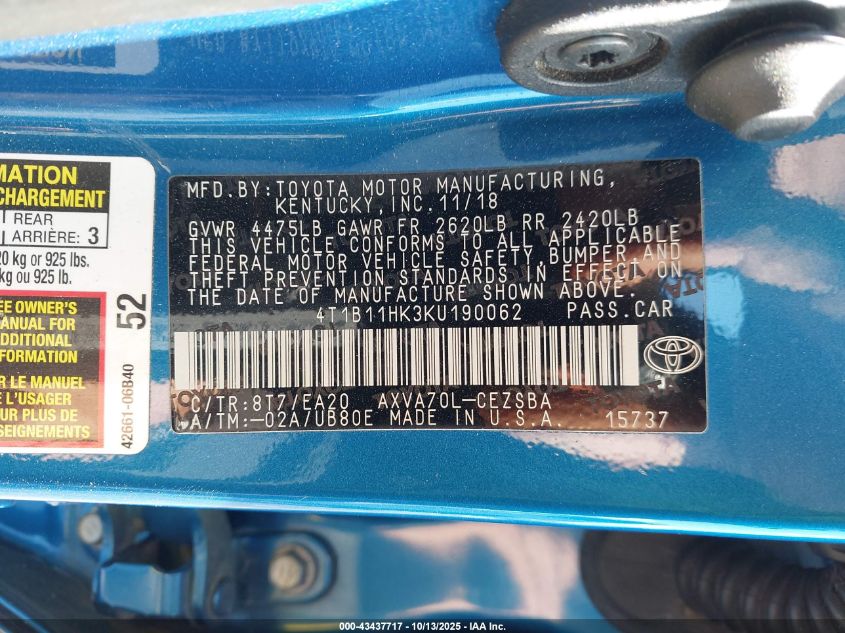 MATION
CHARGEMENT
REAR
ARRIÈRE: 3
20 kg or 925 lbs.
kg ou 925 lb.
EE OWNER'S
MANUAL FOR
ADDITIONAL
FORMATION
R LE MANUEL
E L'USAGER
UR PLUS DE
NSEIGNEMENTS
52
42661-06B40
MFD. BY: TOYOTA MOTOR MANUFACTURING,
KENTUCKY, INC. 11/18
GVWR 4475LB GAWR FR 2620LB RR 2420LB
THIS VEHICLE CONFORMS TO ALL APPLICABLE
FEDERAL MOTOR VEHICLE SAFETY, BUMPER, AND
THEFT PREVENTION STANDARDS IN EFFECT ON
THE DATE OF MANUFACTURE SHOWN ABOVE.
4T1B11HK3KU190062 PASS.CAR
C/TR:8T7/EA20 AXVA70L-CEZSBA
A/TM:-02A/UB80E MADE IN U.S.A. 15737
000-43437717 - 10/13/2025 - IAA Inc.